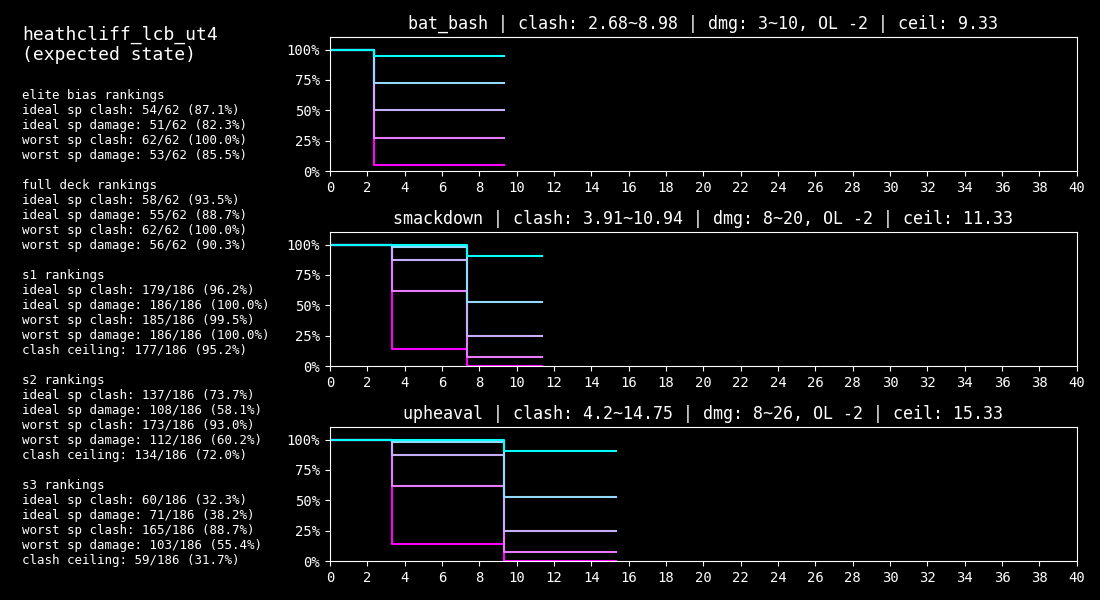 heathcliff_lcb_ut4
(expected state)
elite bias rankings
ideal sp clash: 54/62 (87.1%)
ideal sp damage: 51/62 (82.3%)
worst sp clash: 62/62 (100.0%)
worst sp damage: 53/62 (85.5%)
full deck rankings
ideal sp clash: 58/62 (93.5%)
ideal sp damage: 55/62 (88.7%)
worst sp clash: 62/62 (100.0%)
worst sp damage: 56/62 (90.3%)
s1 rankings
ideal sp clash: 179/186 (96.2%)
ideal sp damage: 186/186 (100.0%)
worst sp clash: 185/186 (99.5%)
worst sp damage: 186/186 (100.0%)
clash ceiling: 177/186 (95.2%)
s2 rankings
ideal sp clash: 137/186 (73.7%)
ideal sp damage: 108/186 (58.1%)
worst sp clash: 173/186 (93.0%)
worst sp damage: 112/186 (60.2%)
clash ceiling: 134/186 (72.0%)
s3 rankings
ideal sp clash: 60/186 (32.3%)
ideal sp damage: 71/186 (38.2%)
worst sp clash: 165/186 (88.7%)
worst sp damage: 103/186 (55.4%)
clash ceiling: 59/186 (31.7%)
bat_bash | clash: 2.68~8.98 | dmg: 3~10, OL -2 | ceil: 9.33
100%
75%
50%
25%
0%
0 2 4 6 8 10 12 14 16 18 20 22 24 26 28 30 32 34 36 38 40
smackdown | clash: 3.91~10.94 | dmg: 8~20, OL -2 | ceil: 11.33
100%
75%
50%
25%
0%
0 2 4 6 8 10 12 14 16 18 20 22 24 26 28 30 32 34 36 38 40
upheaval | clash: 4.2~14.75 | dmg: 8~26, OL -2 | ceil: 15.33
100%
75%
50%
25%
0%
0 2 4 6 8 10 12 14 16 18 20 22 24 26 28 30 32 34 36 38 40